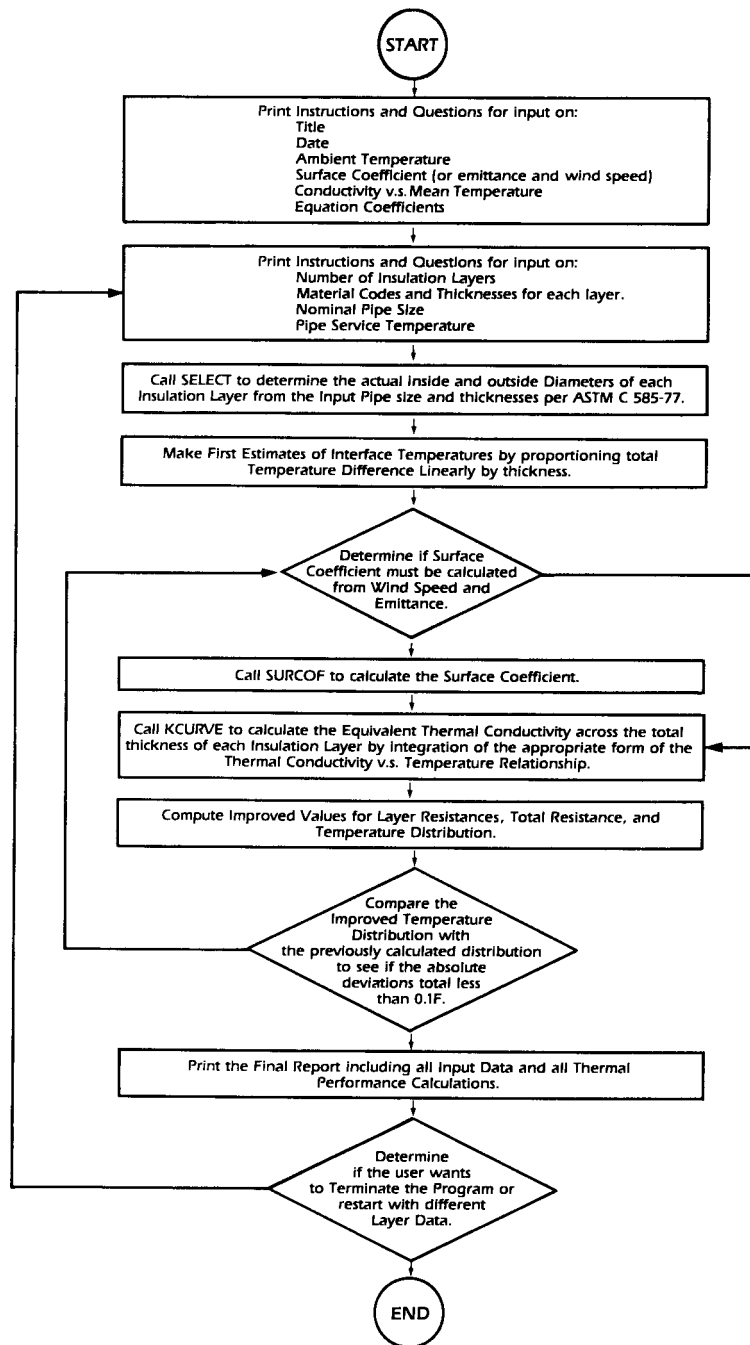 START
Print Instructions and Questions for input on:
Title
Date
Ambient Temperature
Surface Coefficient (or emittance and wind speed)
Conductivity v.s. Mean Temperature
Equation Coefficients
Print Instructions and Questions for input on:
Number of Insulation Layers
Material Codes and Thicknesses for each layer.
Nominal Pipe Size
Pipe Service Temperature
Call SELECT to determine the actual inside and outside Diameters of each
Insulation Layer from the Input Pipe size and thicknesses per ASTM C 585-77.
Make First Estimates of Interface Temperatures by proportioning total
Temperature Difference Linearly by thickness.
Determine if Surface
Coefficient must be calculated
from Wind Speed and
Emittance.
Call SURCOF to calculate the Surface Coefficient.
Call KCURVE to calculate the Equivalent Thermal Conductivity across the total
thickness of each Insulation Layer by integration of the appropriate form of the
Thermal Conductivity v.s. Temperature Relationship.
Compute Improved Values for Layer Resistances, Total Resistance, and
Temperature Distribution.
Compare the
Improved Temperature
Distribution with
the previously calculated distribution
to see if the absolute
deviations total less
than 0.1F.
Print the Final Report including all Input Data and all Thermal
Performance Calculations.
Determine
if the user wants
to Terminate the Program or
restart with different
Layer Data.
END